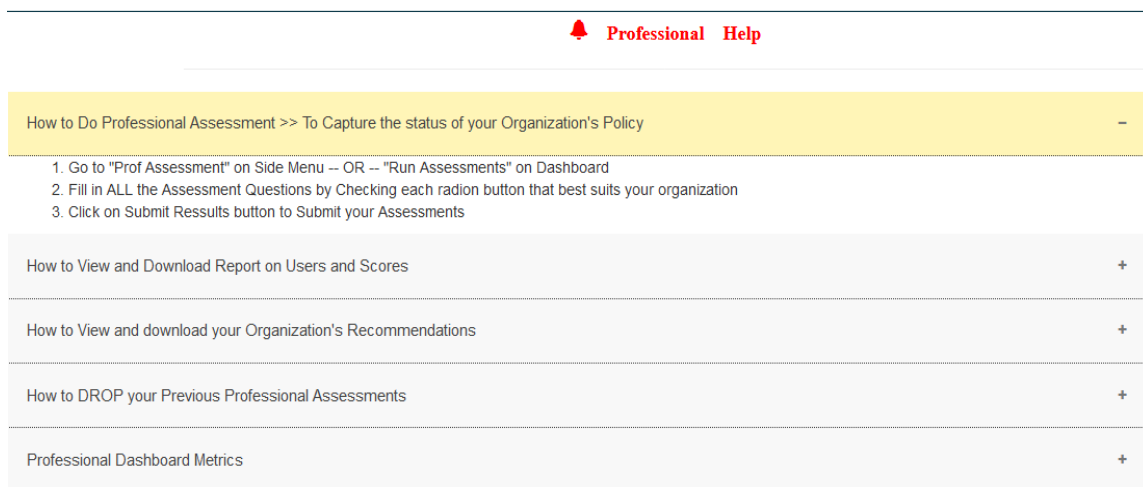 Professional Help
How to Do Professional Assessment >> To Capture the status of your Organization's Policy
1. Go to "Prof Assessment" on Side Menu -- OR -- "Run Assessments" on Dashboard
2. Fill in ALL the Assessment Questions by Checking each radion button that best suits your organization
3. Click on Submit Ressults button to Submit your Assessments
How to View and Download Report on Users and Scores
How to View and download your Organization's Recommendations
How to DROP your Previous Professional Assessments
Professional Dashboard Metrics